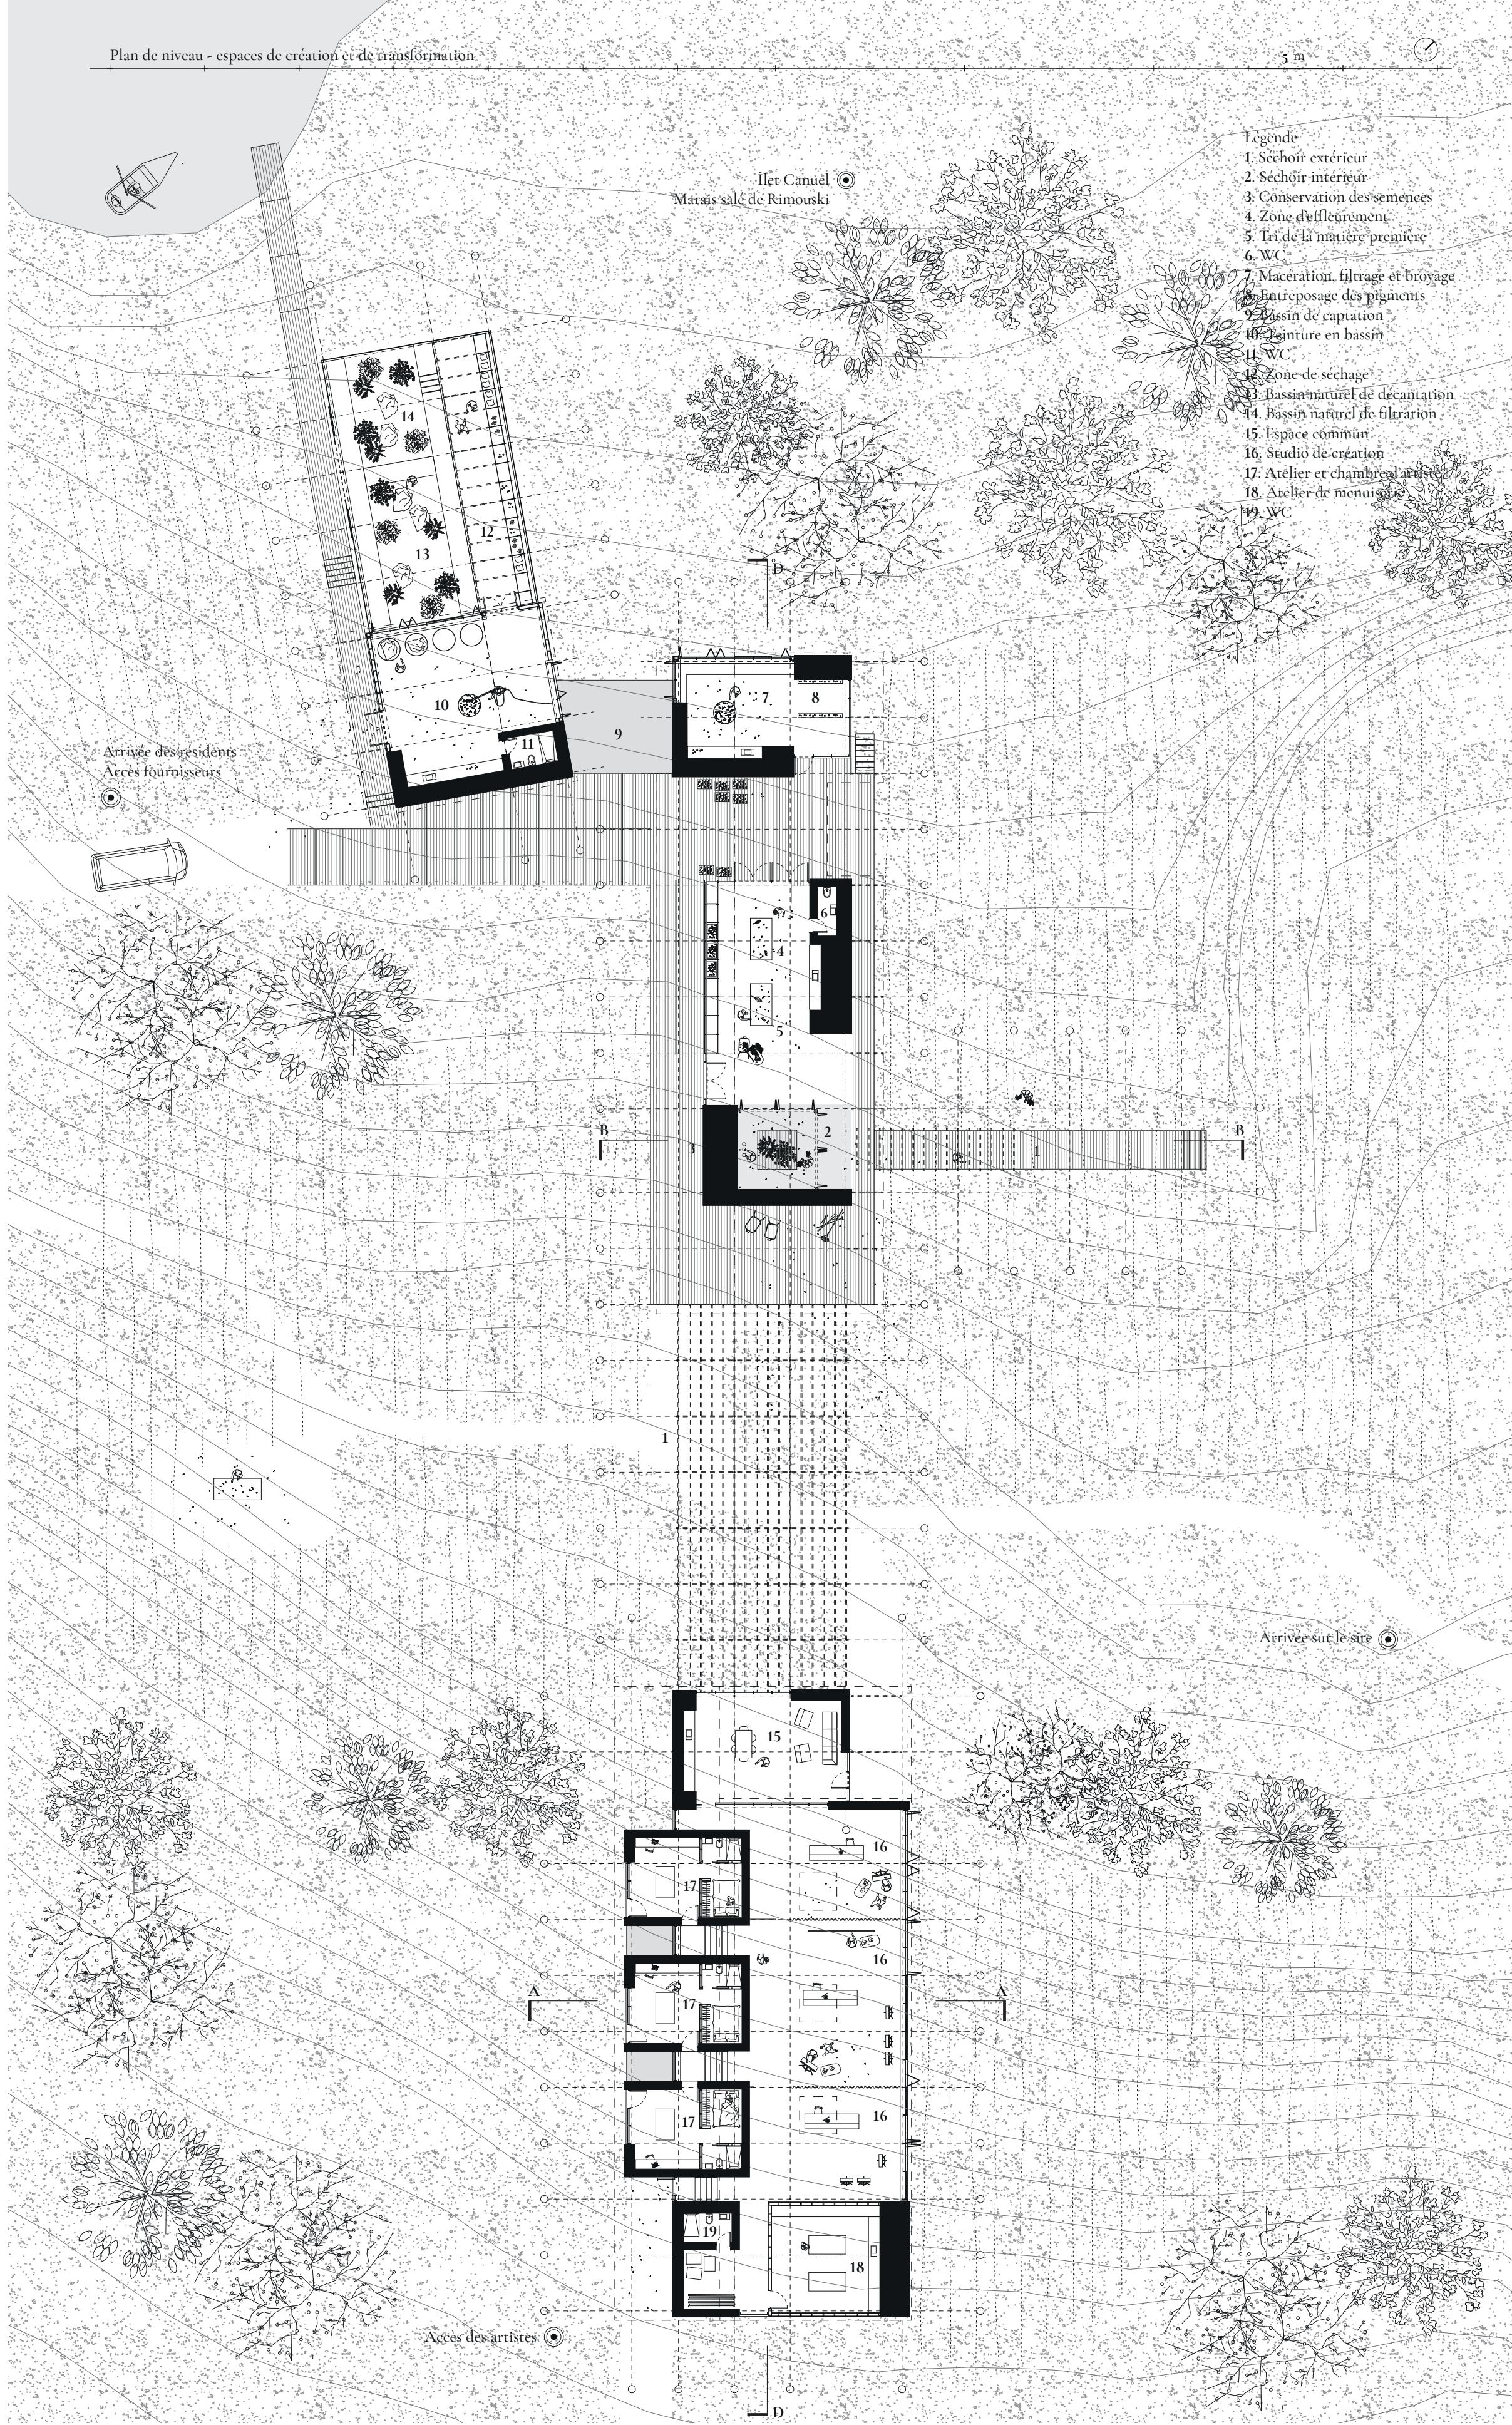 Plan de niveau - espaces de création et de transformation
5 m
Légende
1. Séchoir extérieur
2. Séchoir intérieur
3. Conservation des semences
4. Zone d'effleurement
5. Tri de la matière première
6. WC
7. Macération, filtrage et broyage
8. Entreposage des pigments
9. Bassin de captation
10. Teinture en bassin
11. WC
12. Zone de séchage
13. Bassin naturel de décantation
14. Bassin naturel de filtration
15. Espace commun
16. Studio de création
17. Atelier et chambre d'artiste
18. Atelier de menuiserie
19. WC
Îlet Canuel
Marais salé de Rimouski
14
12
13
D
10
11
9
7
8
Arrivée des résidents
Accès fournisseurs
6
4
5
B
3
2
1
B
1
Arrivée sur le site
15
16
17
16
A
17
A
17
16
19
18
Accès des artistes
D